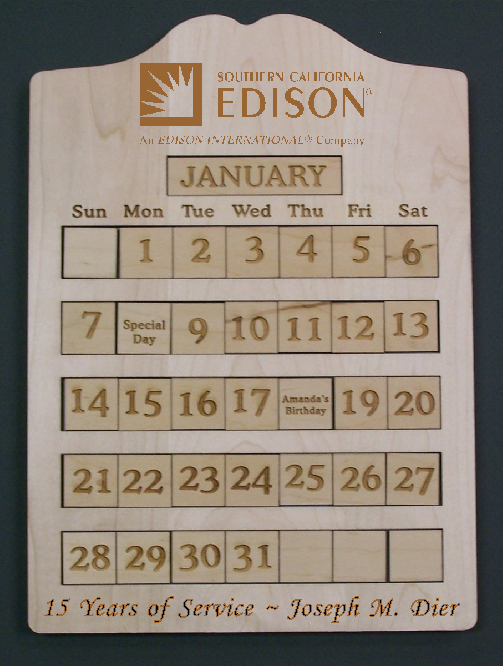 SOUTHERN CALIFORNIA
EDISON®
An EDISON INTERNATIONAL® Company
JANUARY
Sun Mon Tue Wed Thu Fri Sat
1 2 3 4 5 6
7 Special Day 9 10 11 12 13
14 15 16 17 Amanda's Birthday 19 20
21 22 23 24 25 26 27
28 29 30 31
15 Years of Service ~ Joseph M. Dier